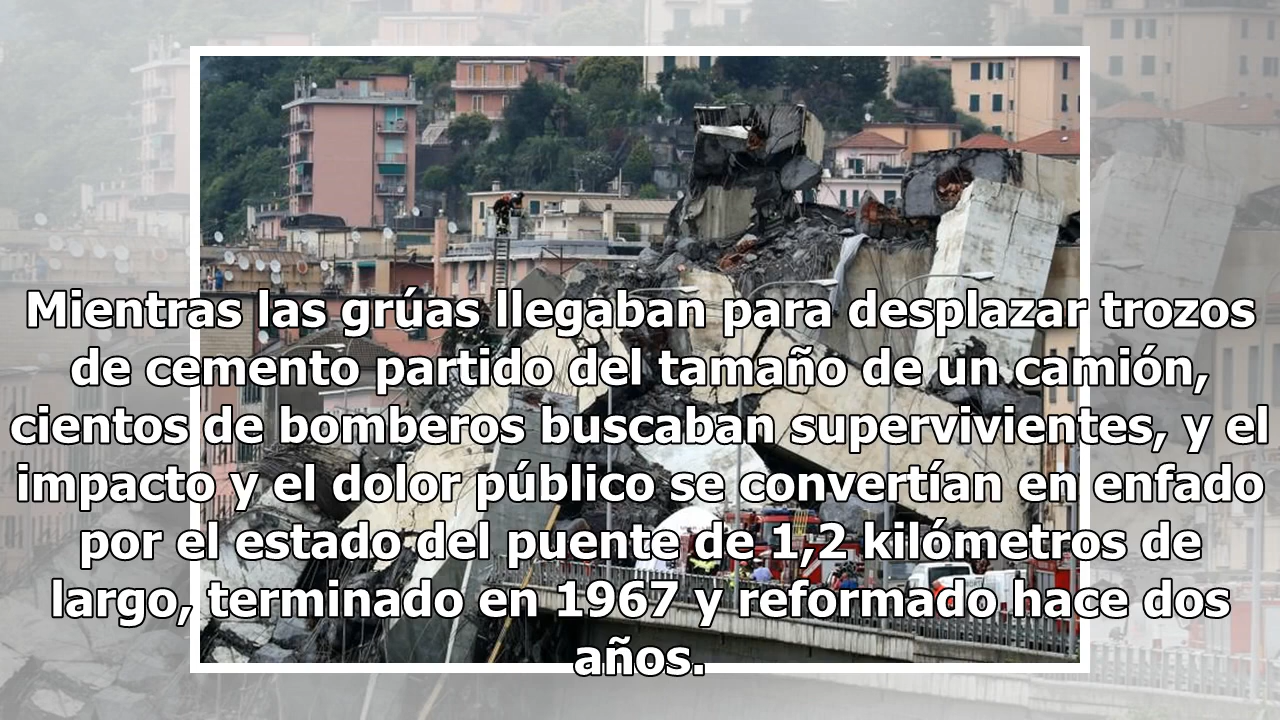 Mientras las grúas llegaban para desplazar trozos
de cemento partido del tamaño de un camión,
cientos de bomberos buscaban supervivientes, y el
impacto y el dolor público se convertían en enfado
por el estado del puente de 1,2 kilómetros de
largo, terminado en 1967 y reformado hace dos
años.